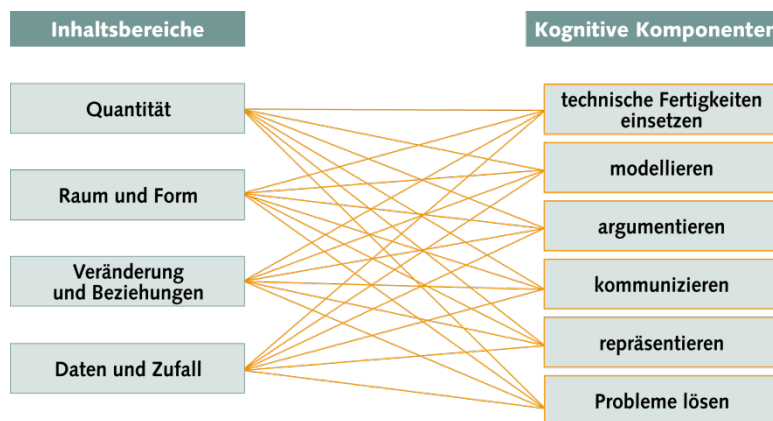 Inhaltsbereiche
Kognitive Komponenten
Quantität
Raum und Form
Veränderung
und Beziehungen
Daten und Zufall
technische Fertigkeiten
einsetzen
modellieren
argumentieren
kommunizieren
repräsentieren
Probleme lösen